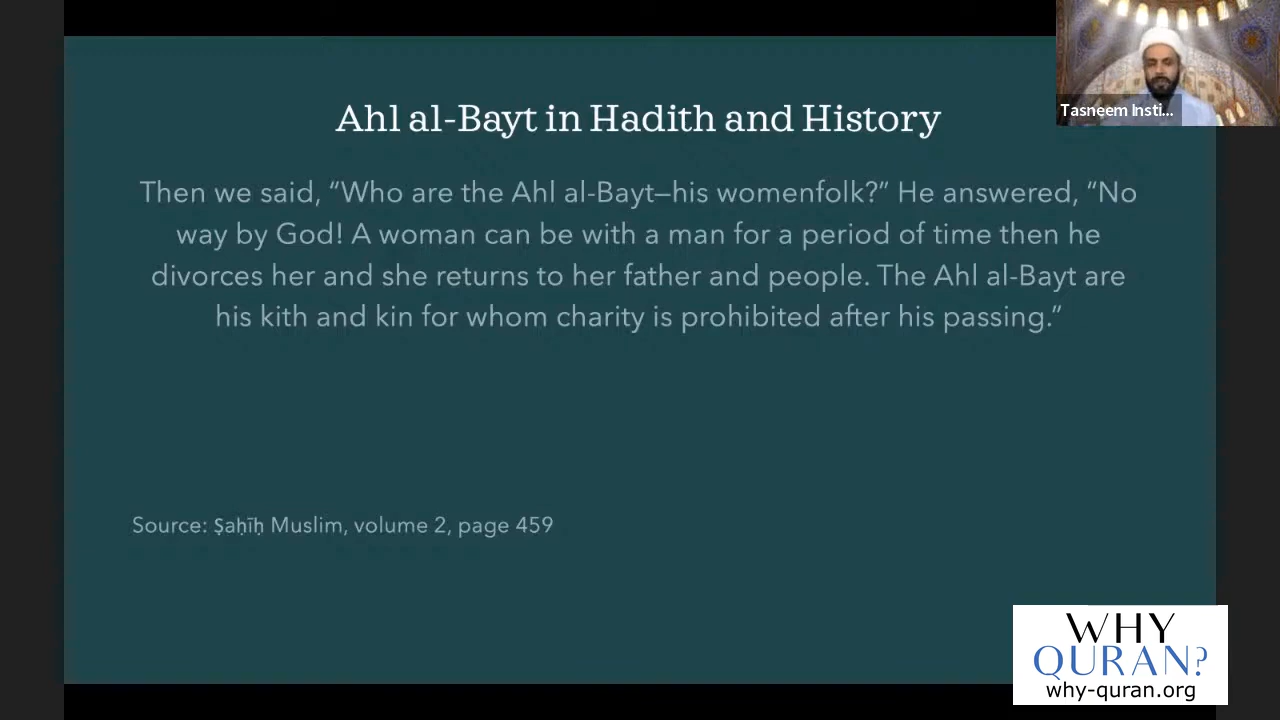 Tasneem Insti...
Ahl al-Bayt in Hadith and History
Then we said, “Who are the Ahl al-Bayt—his womenfolk?” He answered, “No
way by God! A woman can be with a man for a period of time then he
divorces her and she returns to her father and people. The Ahl al-Bayt are
his kith and kin for whom charity is prohibited after his passing.”
Source: Ṣaḥīḥ Muslim, volume 2, page 459
WHY
QURAN?
why-quran.org